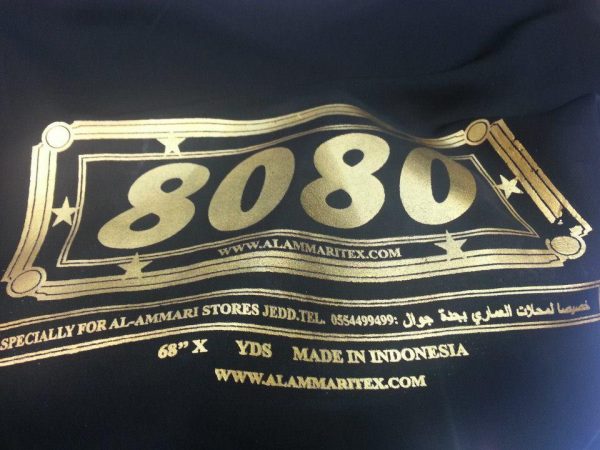 8080
WWW.ALAMMARITEX.COM
SPECIALLY FOR AL-AMMARI STORES JEDD.TEL. 0554499499: خصيصا لمحلات العماري بجدة جوال
68" X YDS MADE IN INDONESIA
WWW.ALAMMARITEX.COM